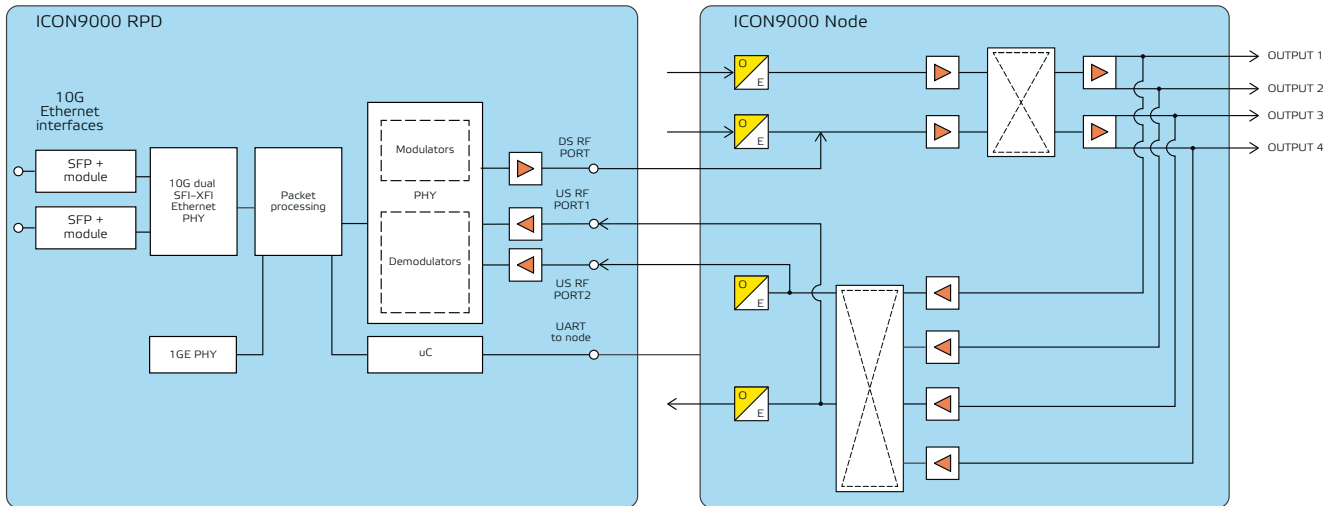 ICON9000 RPD
10G
Ethernet
interfaces
SFP +
module
SFP +
module
10G dual
SFI-XFI
Ethernet
PHY
Packet
processing
Modulators
PHY
Demodulators
DS RF
PORT
US RF
PORT1
US RF
PORT2
UART
to node
1GE PHY
uC
ICON9000 Node
O
E
O
E
O
E
O
E
OUTPUT 1
OUTPUT 2
OUTPUT 3
OUTPUT 4